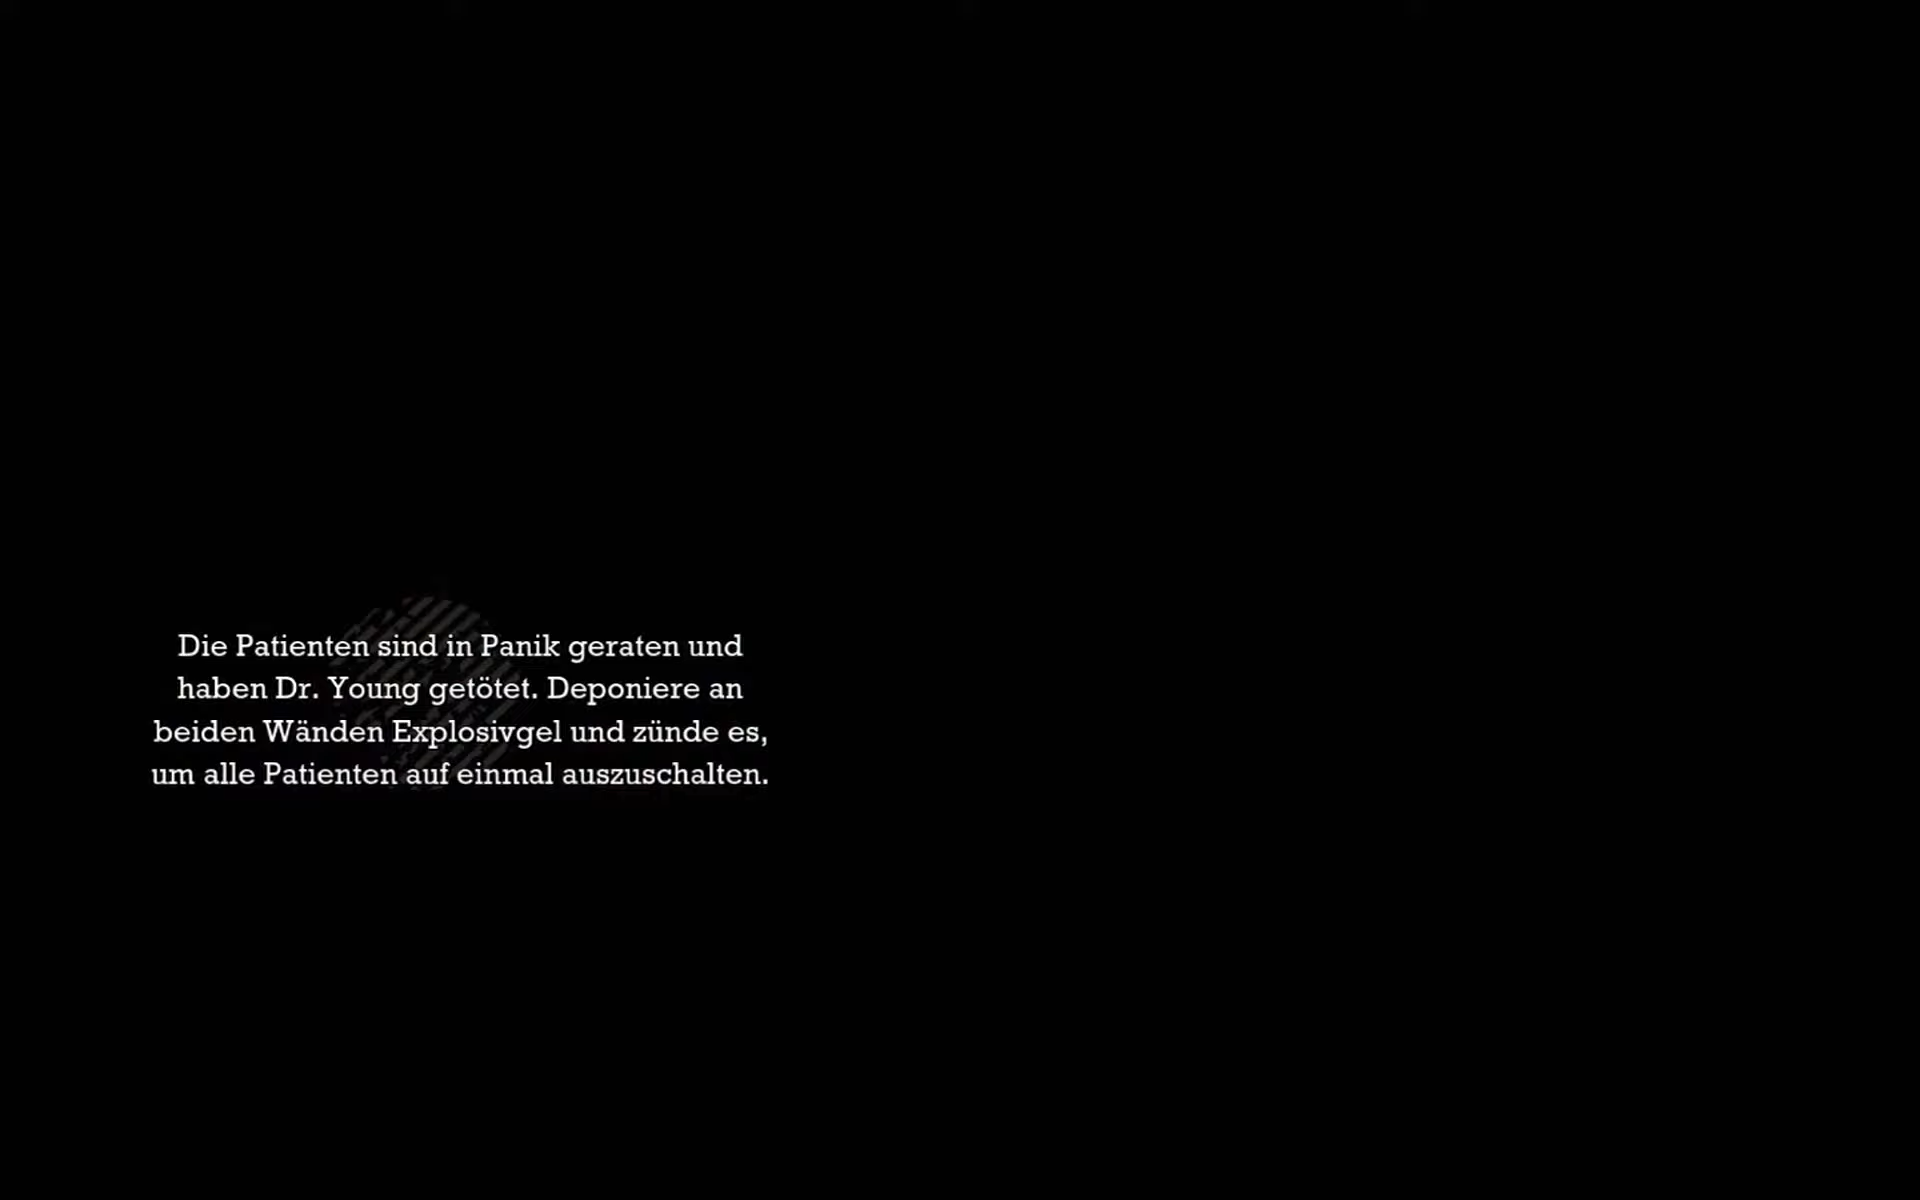 Die Patienten sind in Panik geraten und
haben Dr. Young getötet. Deponiere an
beiden Wänden Explosivgel und zünde es,
um alle Patienten auf einmal auszuschalten.